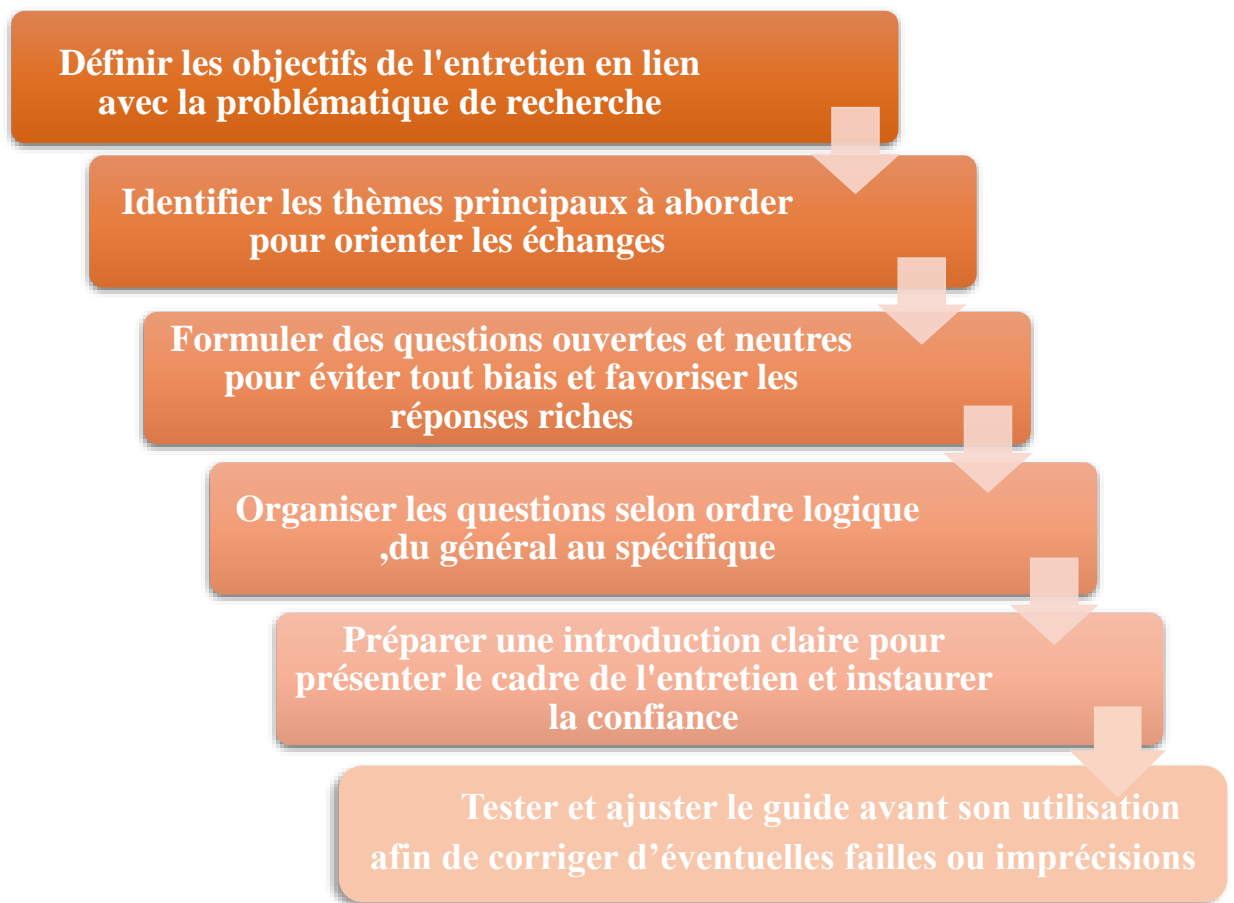 Définir les objectifs de l'entretien en lien
avec la problématique de recherche
Identifier les thèmes principaux à aborder
pour orienter les échanges
Formuler des questions ouvertes et neutres
pour éviter tout biais et favoriser les
réponses riches
Organiser les questions selon ordre logique
,du général au spécifique
Préparer une introduction claire pour
présenter le cadre de l'entretien et instaurer
la confiance
Tester et ajuster le guide avant son utilisation
afin de corriger d’éventuelles failles ou imprécisions